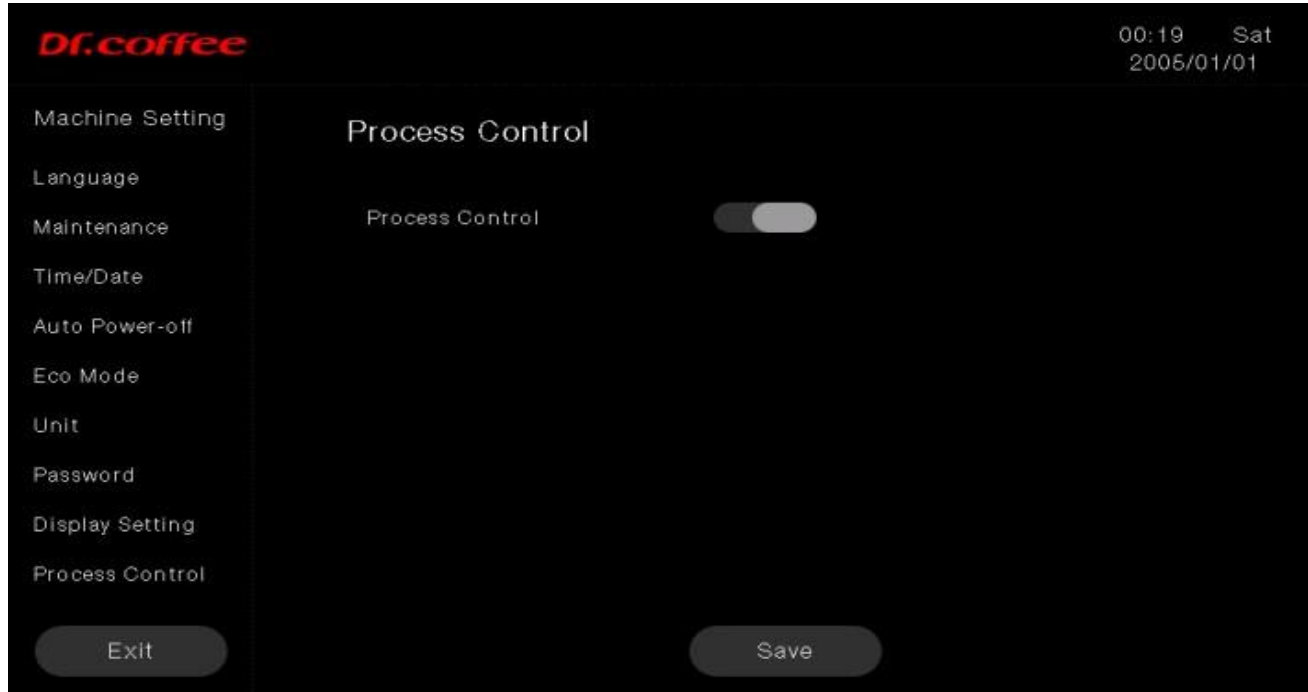 Dr.coffee
00:19 Sat
2005/01/01
Machine Setting
Language
Maintenance
Time/Date
Auto Power-off
Eco Mode
Unit
Password
Display Setting
Process Control
Exit
Process Control
Process Control
Save